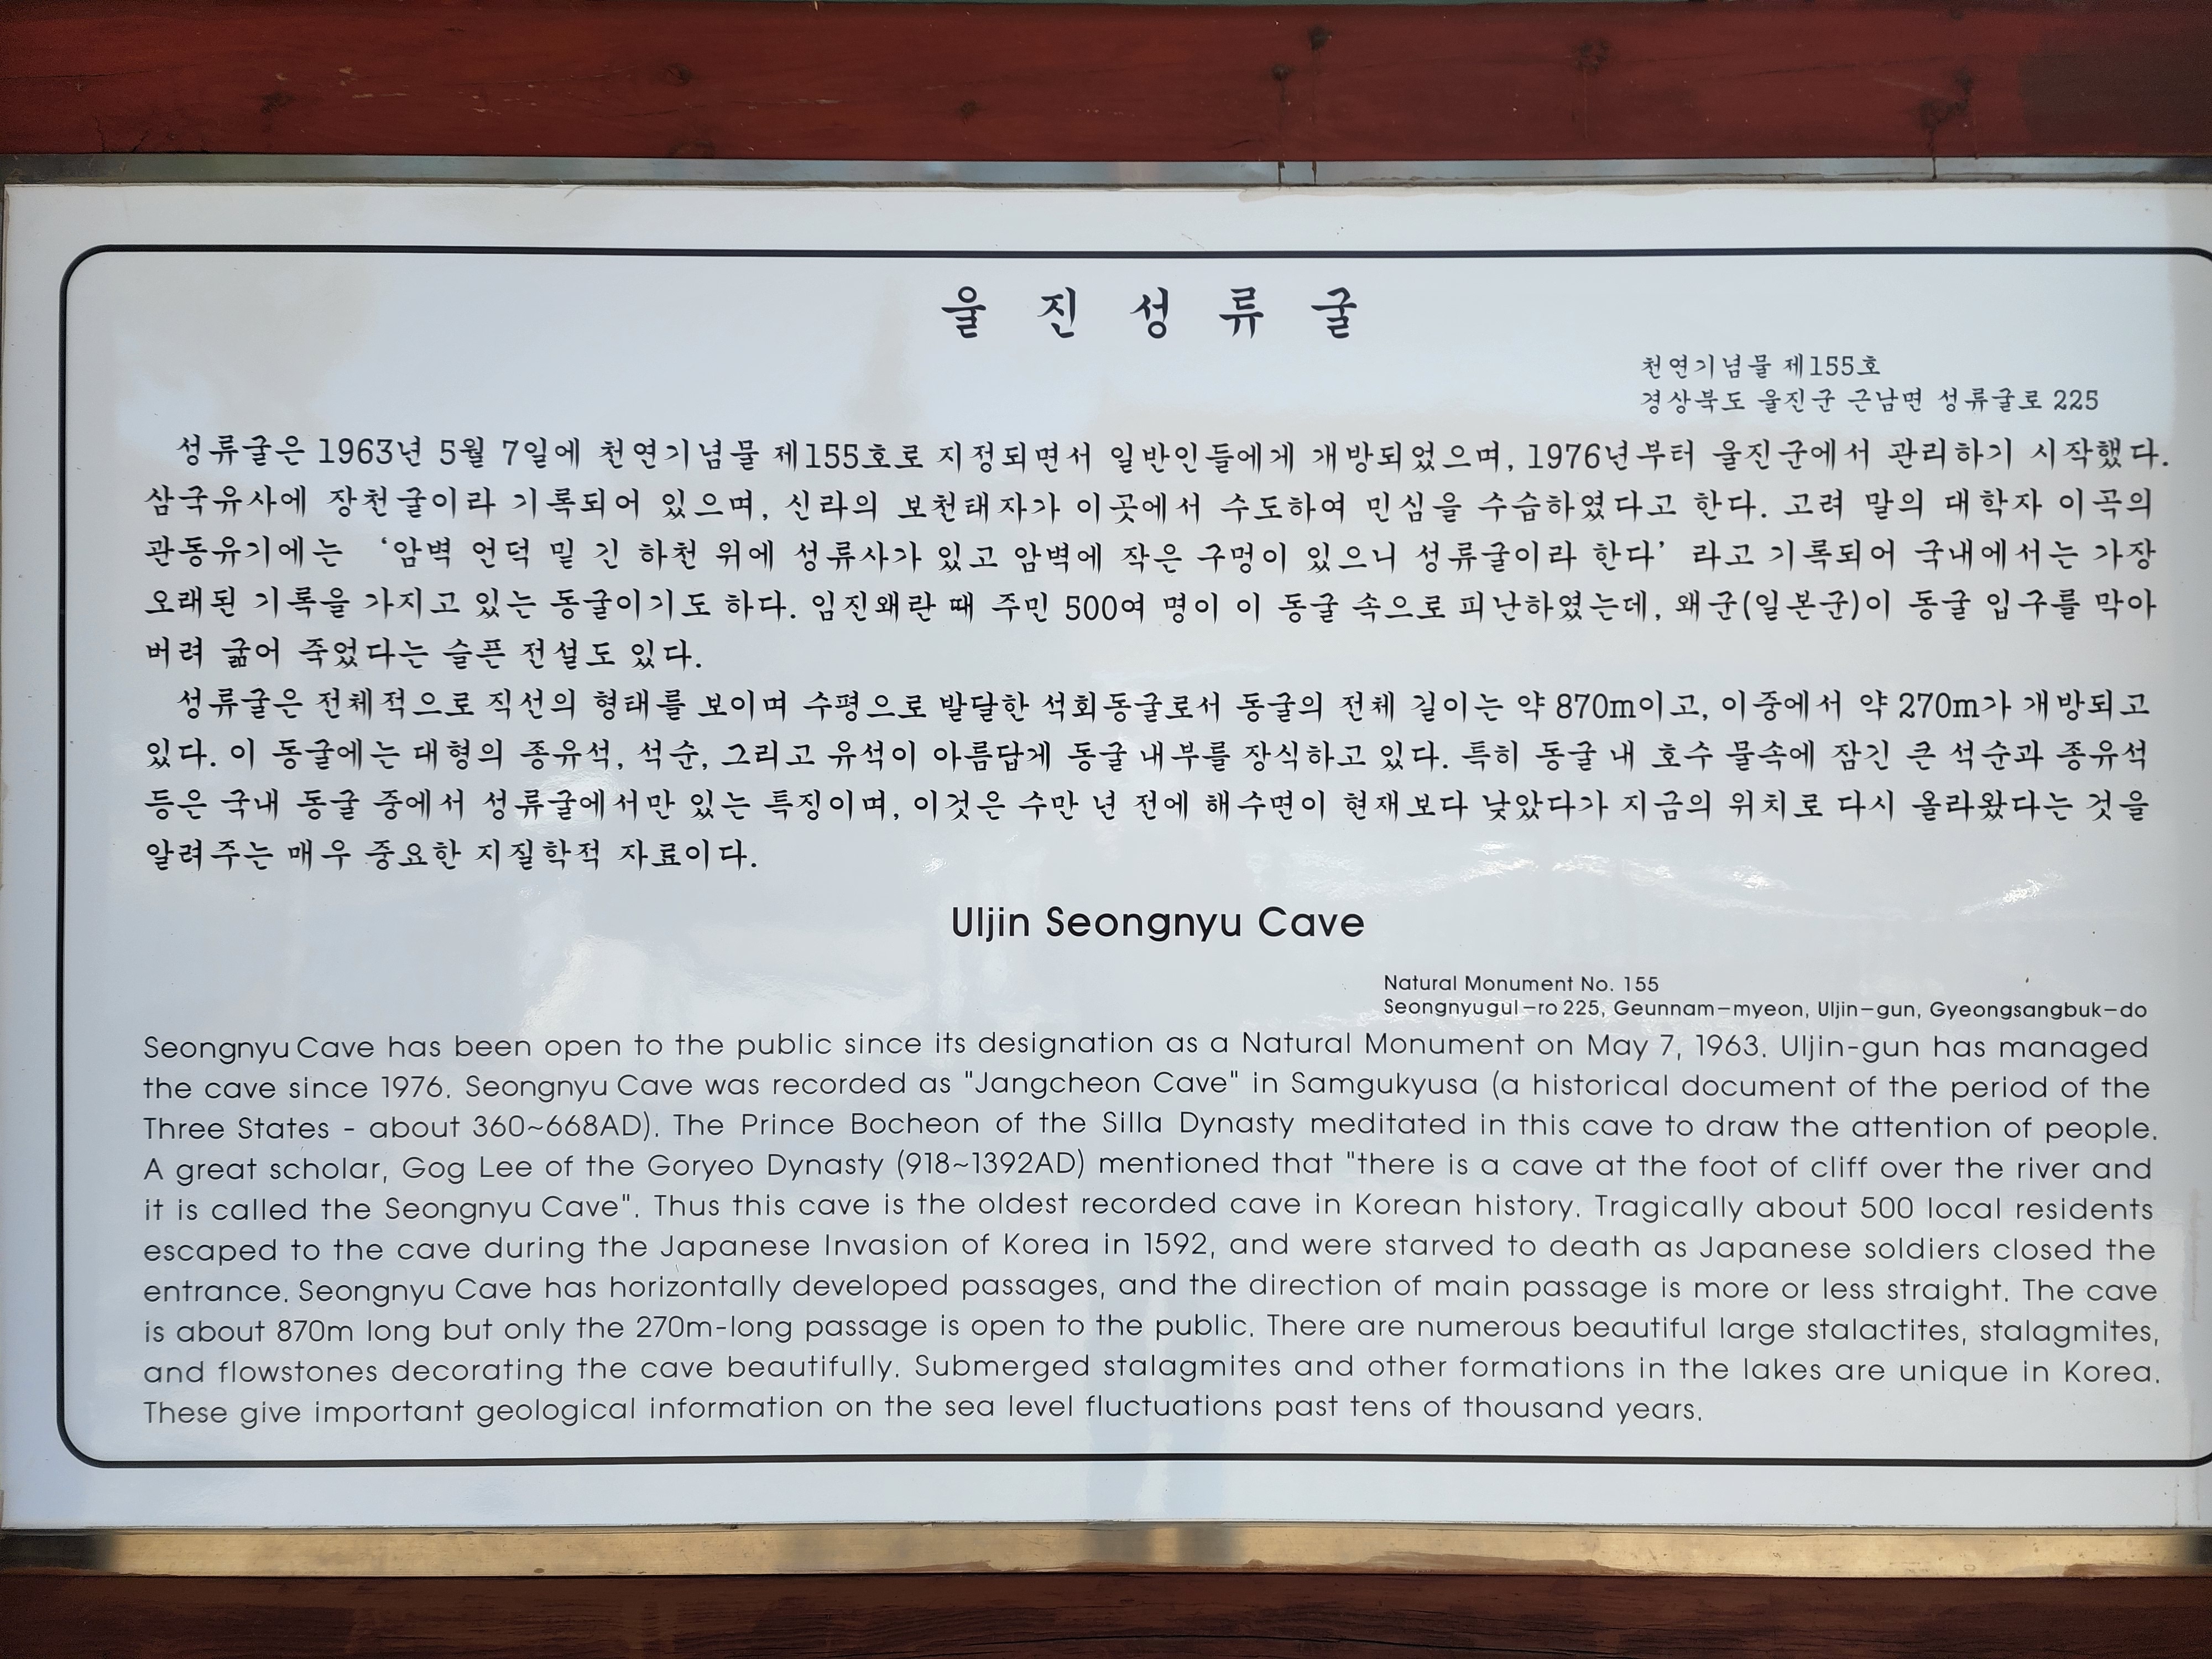 울 진 성 류 굴
천연기념물 제155호
경상북도 울진군 근남면 성류굴로 225
성류굴은 1963년 5월 7일에 천연기념물 제155호로 지정되면서 일반인들에게 개방되었으며, 1976년부터 울진군에서 관리하기 시작했다.
삼국유사에 장천굴이라 기록되어 있으며, 신라의 보천태자가 이곳에서 수도하여 민심을 수습하였다고 한다. 고려 말의 대학자 이곡의
관동유기에는 ‘암벽 언덕 밑 긴 하천 위에 성류사가 있고 암벽에 작은 구멍이 있으니 성류굴이라 한다’ 라고 기록되어 국내에서는 가장
오래된 기록을 가지고 있는 동굴이기도 하다. 임진왜란 때 주민 500여 명이 이 동굴 속으로 피난하였는데, 왜군(일본군)이 동굴 입구를 막아
버려 굶어 죽었다는 슬픈 전설도 있다.
성류굴은 전체적으로 직선의 형태를 보이며 수평으로 발달한 석회동굴로서 동굴의 전체 길이는 약 870m이고, 이중에서 약 270m가 개방되고
있다. 이 동굴에는 대형의 종유석, 석순, 그리고 유석이 아름답게 동굴 내부를 장식하고 있다. 특히 동굴 내 호수 물속에 잠긴 큰 석순과 종유석
등은 국내 동굴 중에서 성류굴에서만 있는 특징이며, 이것은 수만 년 전에 해수면이 현재보다 낮았다가 지금의 위치로 다시 올라왔다는 것을
알려주는 매우 중요한 지질학적 자료이다.
Uljin Seongnyu Cave
Natural Monument No. 155
Seongnyugul-ro 225, Geunnam-myeon, Uljin-gun, Gyeongsangbuk-do
Seongnyu Cave has been open to the public since its designation as a Natural Monument on May 7, 1963. Uljin-gun has managed
the cave since 1976. Seongnyu Cave was recorded as "Jangcheon Cave" in Samgukyusa (a historical document of the period of the
Three States - about 360~668AD). The Prince Bocheon of the Silla Dynasty meditated in this cave to draw the attention of people.
A great scholar, Gog Lee of the Goryeo Dynasty (918~1392AD) mentioned that "there is a cave at the foot of cliff over the river and
it is called the Seongnyu Cave". Thus this cave is the oldest recorded cave in Korean history. Tragically about 500 local residents
escaped to the cave during the Japanese Invasion of Korea in 1592, and were starved to death as Japanese soldiers closed the
entrance. Seongnyu Cave has horizontally developed passages, and the direction of main passage is more or less straight. The cave
is about 870m long but only the 270m-long passage is open to the public. There are numerous beautiful large stalactites, stalagmites,
and flowstones decorating the cave beautifully. Submerged stalagmites and other formations in the lakes are unique in Korea.
These give important geological information on the sea level fluctuations past tens of thousand years.